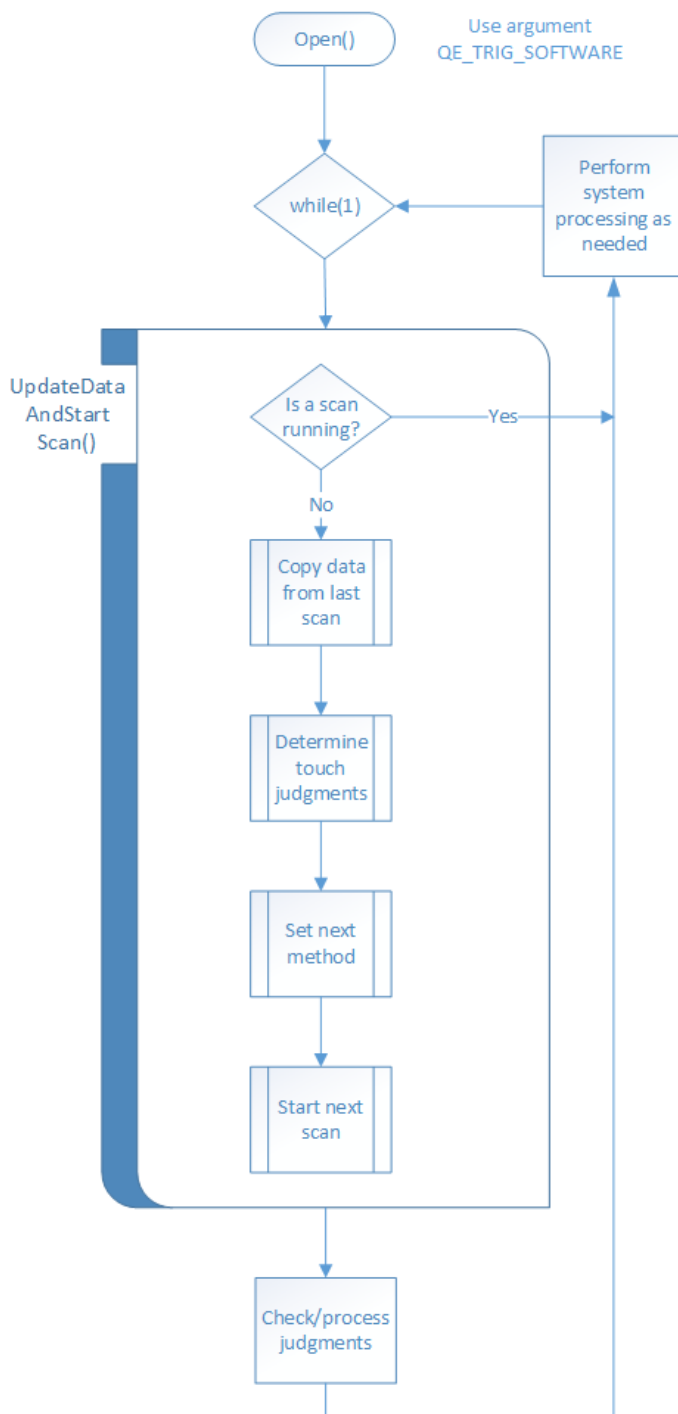 Open()
Use argument
QE_TRIG_SOFTWARE
while(1)
Perform
system
processing as
needed
UpdateData
AndStart
Scan()
Is a scan
running?
Yes
No
Copy data
from last
scan
Determine
touch
judgments
Set next
method
Start next
scan
Check/process
judgments